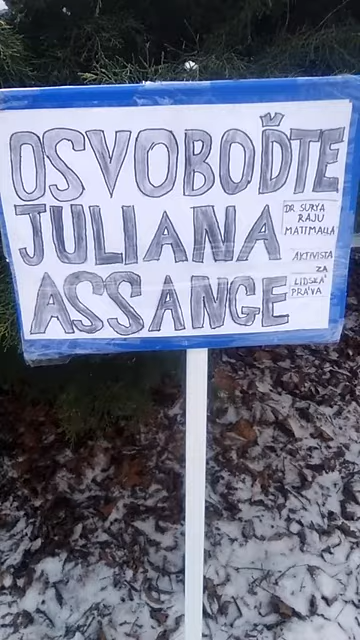 OSVOBOĎTE
JULIANA
ASSANGE
DR SURYA
RAJU
MATIMALLA
AKTIVISTA
ZA
LIDSKÁ
PRÁVA